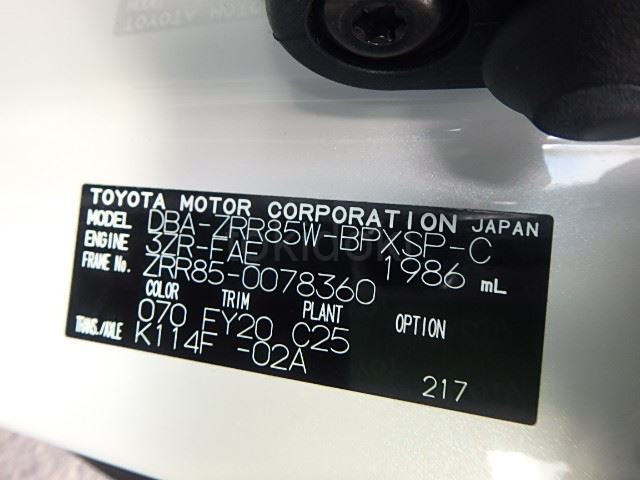 TOYOTA MOTOR CORPORATION JAPAN
MODEL DBA-ZRR85W-BPXSP-C
ENGINE 3ZR-FAE 1986 mL
FRAME No. ZRR85-0078360
COLOR TRIM PLANT OPTION
070 FY20 C25
TRANS./AXLE K114F -02A
217